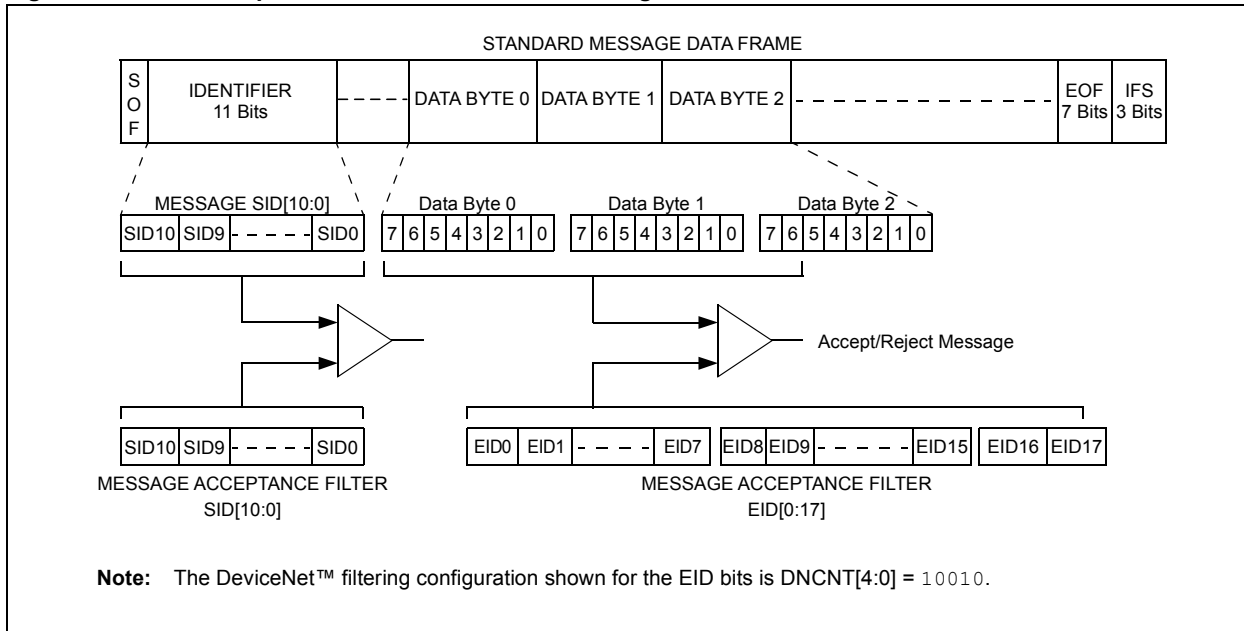 STANDARD MESSAGE DATA FRAME
S
O
F
IDENTIFIER
11 Bits
DATA BYTE 0 DATA BYTE 1 DATA BYTE 2
EOF
7 Bits
IFS
3 Bits
MESSAGE SID[10:0]
SID10 SID9 - - - - - SID0
Data Byte 0
7 6 5 4 3 2 1 0
Data Byte 1
7 6 5 4 3 2 1 0
Data Byte 2
7 6 5 4 3 2 1 0
Accept/Reject Message
SID10 SID9 - - - - - SID0
MESSAGE ACCEPTANCE FILTER
SID[10:0]
EID0 EID1 - - - - EID7 EID8 EID9 - - - - - EID15 EID16 EID17
MESSAGE ACCEPTANCE FILTER
EID[0:17]
Note: The DeviceNet™ filtering configuration shown for the EID bits is DNCNT[4:0] = 10010.